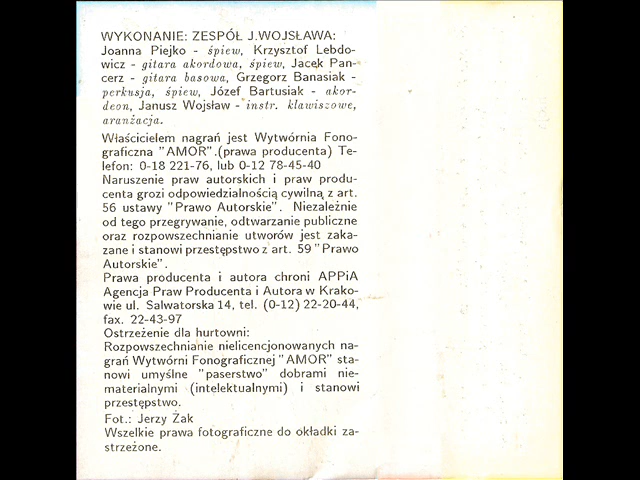 WYKONANIE: ZESPÓŁ J.WOJSŁAWA:
Joanna Piejko - śpiew, Krzysztof Lebdo-
wicz - gitara akordowa, śpiew, Jacek Pan-
cerz - gitara basowa, Grzegorz Banasiak -
perkusja, śpiew, Józef Bartusiak - akor-
deon, Janusz Wojsław - instr. klawiszowe,
aranżacja.
Właścicielem nagrań jest Wytwórnia Fono-
graficzna "AMOR".(prawa producenta) Te-
lefon: 0-18 221-76, lub 0-12 78-45-40
Naruszenie praw autorskich i praw produ-
centa grozi odpowiedzialnością cywilną z art.
56 ustawy "Prawo Autorskie". Niezależnie
od tego przegrywanie, odtwarzanie publiczne
oraz rozpowszechnianie utworów jest zaka-
zane i stanowi przestępstwo z art. 59 "Prawo
Autorskie".
Prawa producenta i autora chroni APPiA
Agencja Praw Producenta i Autora w Krako-
wie ul. Salwatorska 14, tel. (0-12) 22-20-44,
fax. 22-43-97
Ostrzeżenie dla hurtowni:
Rozpowszechnianie nielicencjonowanych na-
grań Wytwórni Fonograficznej "AMOR" sta-
nowi umyślne "paserstwo" dobrami nie-
materialnymi (intelektualnymi) i stanowi
przestępstwo.
Fot.: Jerzy Żak
Wszelkie prawa fotograficzne do okładki za-
strzeżone.